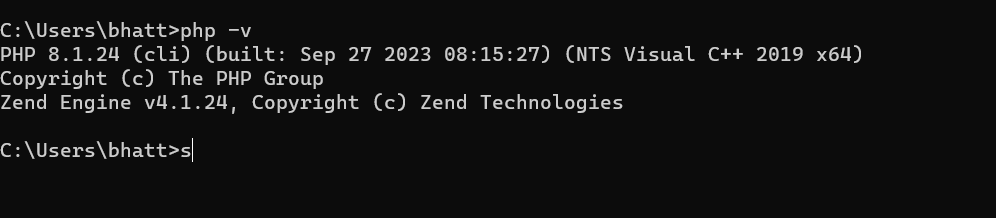 C:\Users\bhatt>php -v
PHP 8.1.24 (cli) (built: Sep 27 2023 08:15:27) (NTS Visual C++ 2019 x64)
Copyright (c) The PHP Group
Zend Engine v4.1.24, Copyright (c) Zend Technologies
C:\Users\bhatt>s